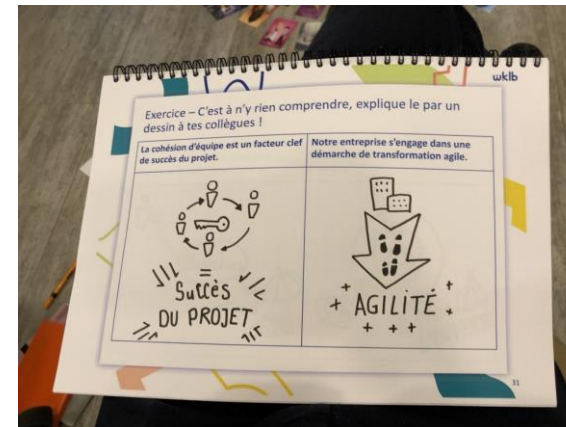 wklb
Exercice – C'est à n'y rien comprendre, explique le par un
dessin à tes collègues !
La cohésion d'équipe est un facteur clef
de succès du projet.
Notre entreprise s'engage dans une
démarche de transformation agile.
=
Succès
DU PROJET
+ AGILITÉ +
+ + +
31